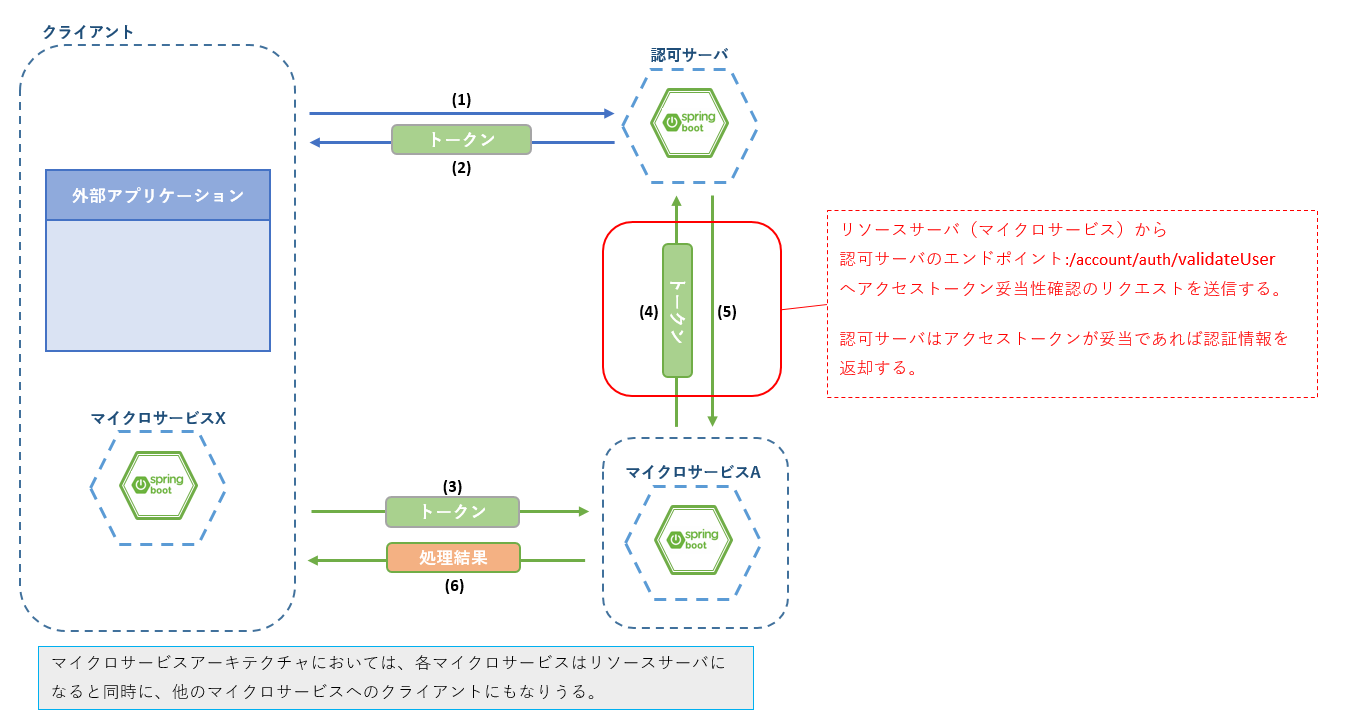 クライアント
認可サーバ
spring
boot
(1)
トークン
(2)
外部アプリケーション
リソースサーバ（マイクロサービス）から
認可サーバのエンドポイント:/account/auth/validateUser
へアクセストークン妥当性確認のリクエストを送信する。
認可サーバはアクセストークンが妥当であれば認証情報を
返却する。
(4)
トークン
(5)
マイクロサービスX
spring
boot
マイクロサービスA
spring
boot
(3)
トークン
処理結果
(6)
マイクロサービスアーキテクチャにおいては、各マイクロサービスはリソースサーバに
なると同時に、他のマイクロサービスへのクライアントにもなりうる。